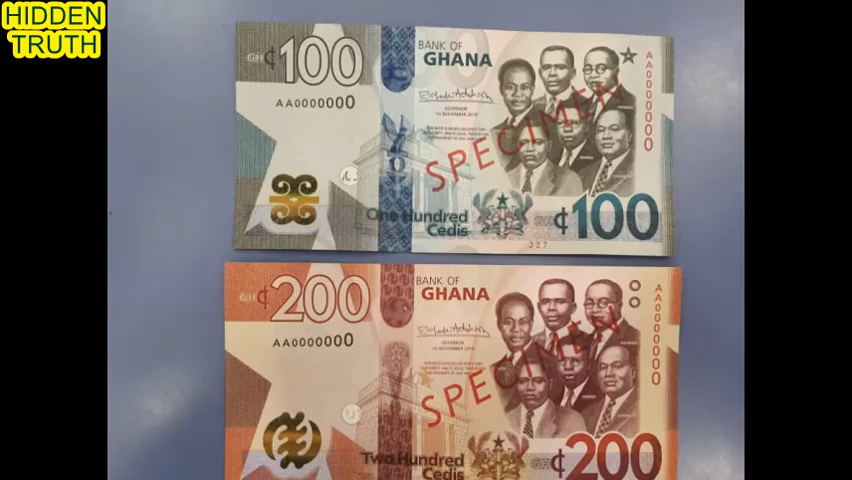 HIDDEN
TRUTH
GH¢100
BANK OF
GHANA
AA0000000
AA0000000
GOVERNOR
SPECIMEN
One Hundred
Cedis
GH¢100
327
GH¢200
BANK OF
GHANA
AA0000000
AA0000000
GOVERNOR
SPECIMEN
Two Hundred
Cedis
GH¢200